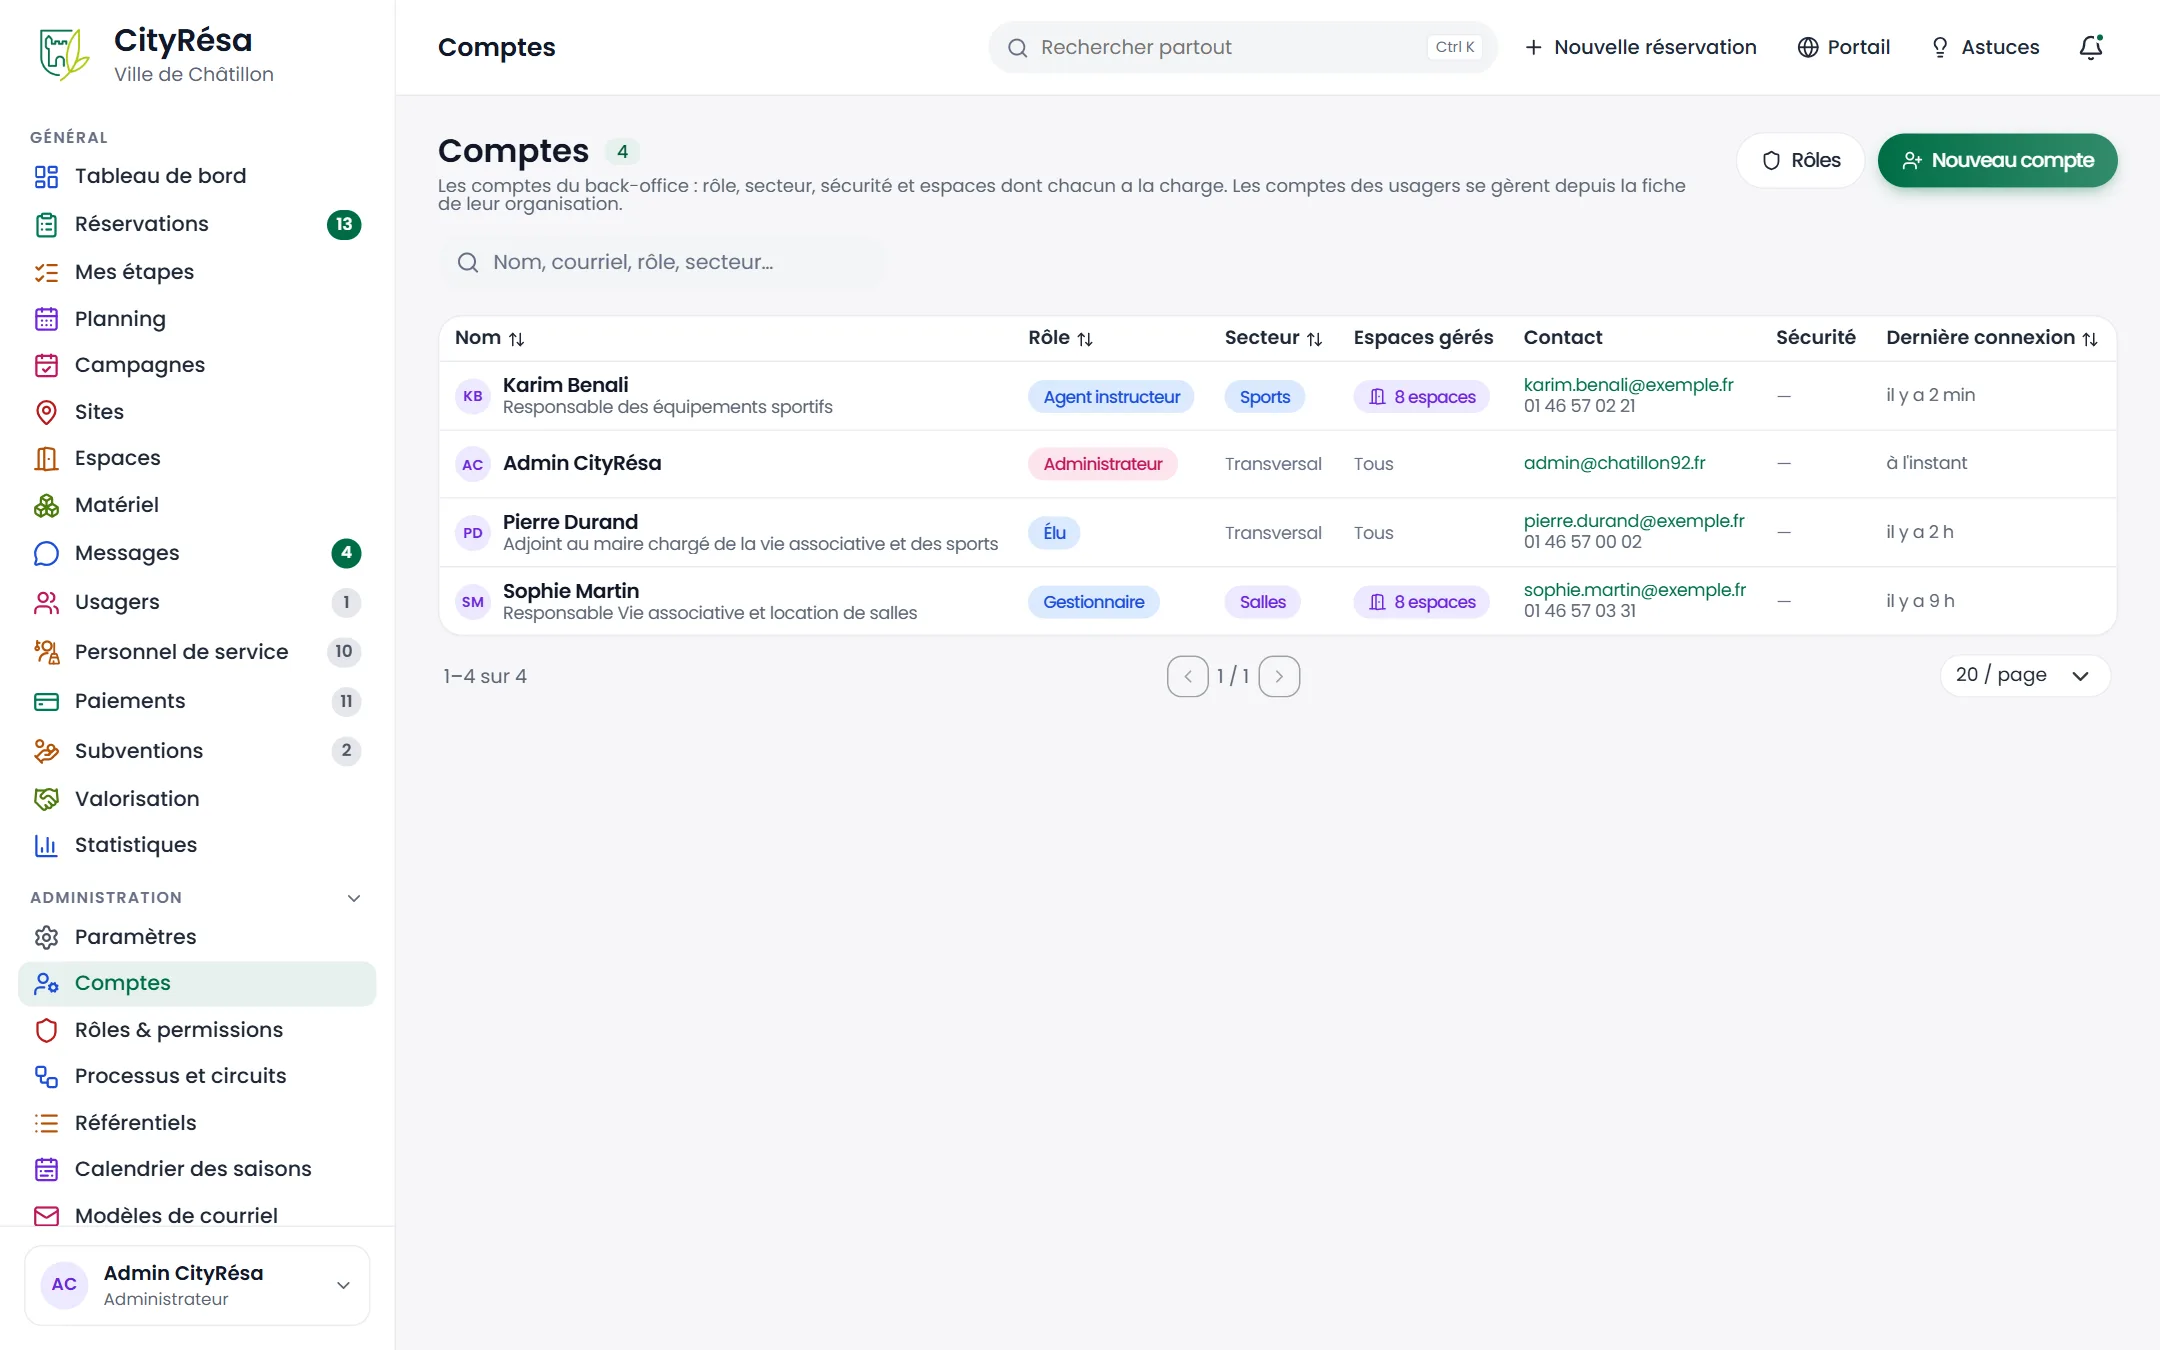 CityRésa
Ville de Châtillon
GÉNÉRAL
Tableau de bord
Réservations 13
Mes étapes
Planning
Campagnes
Sites
Espaces
Matériel
Messages 4
Usagers 1
Personnel de service 10
Paiements 11
Subventions 2
Valorisation
Statistiques
ADMINISTRATION
Paramètres
Comptes
Rôles & permissions
Processus et circuits
Référentiels
Calendrier des saisons
Modèles de courriel
AC
Admin CityRésa
Administrateur
Comptes
Rechercher partout Ctrl K
Nouvelle réservation
Portail
Astuces
Comptes 4
Les comptes du back-office : rôle, secteur, sécurité et espaces dont chacun a la charge. Les comptes des usagers se gèrent depuis la fiche
de leur organisation.
Rôles
Nouveau compte
Nom, courriel, rôle, secteur...
Nom Rôle Secteur Espaces gérés Contact Sécurité Dernière connexion
KB Karim Benali
Responsable des équipements sportifs
Agent instructeur Sports 8 espaces
karim.benali@exemple.fr
01 46 57 02 21
— il y a 2 min
AC Admin CityRésa Administrateur Transversal Tous admin@chatillon92.fr — à l'instant
PD Pierre Durand
Adjoint au maire chargé de la vie associative et des sports
Élu Transversal Tous
pierre.durand@exemple.fr
01 46 57 00 02
— il y a 2 h
SM Sophie Martin
Responsable Vie associative et location de salles
Gestionnaire Salles 8 espaces
sophie.martin@exemple.fr
01 46 57 03 31
— il y a 9 h
1–4 sur 4
1 / 1
20 / page